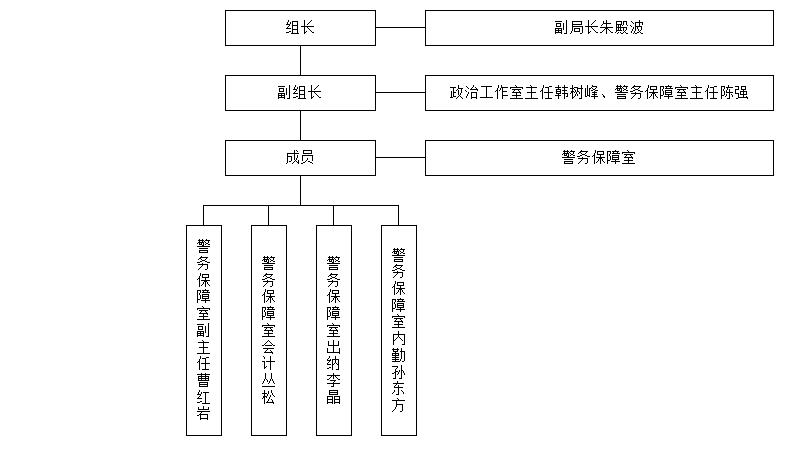 组长
副局长朱殿波
副组长
政治工作室主任韩树峰、警务保障室主任陈强
成员
警务保障室
警务保障室副主任曹红岩
警务保障室会计丛松
警务保障室出纳李晶
警务保障室内勤孙东方